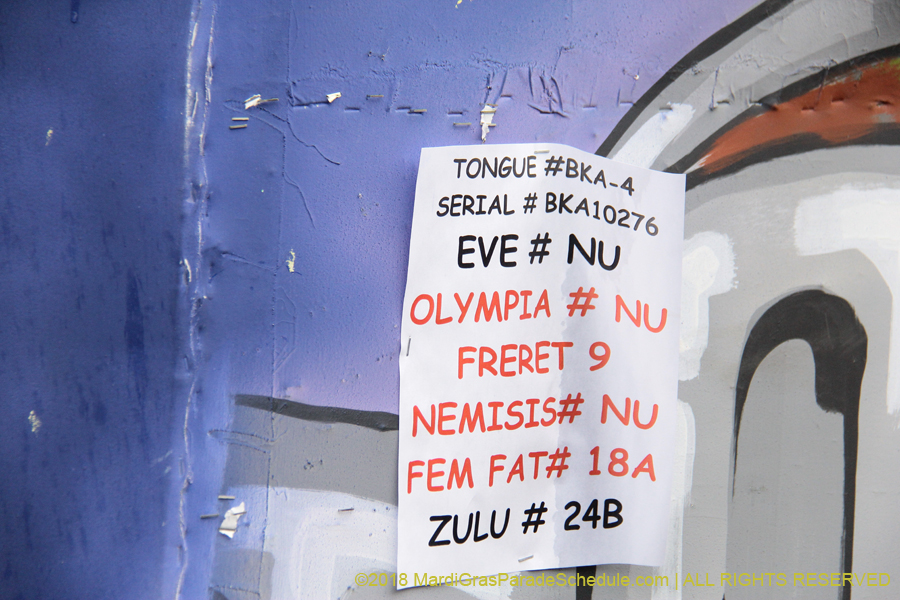 TONGUE #BKA-4
SERIAL # BKA10276
EVE # NU
OLYMPIA # NU
FRERET 9
NEMISIS# NU
FEM FAT# 18A
ZULU # 24B
©2018 MardiGrasParadeSchedule.com | ALL RIGHTS RESERVED